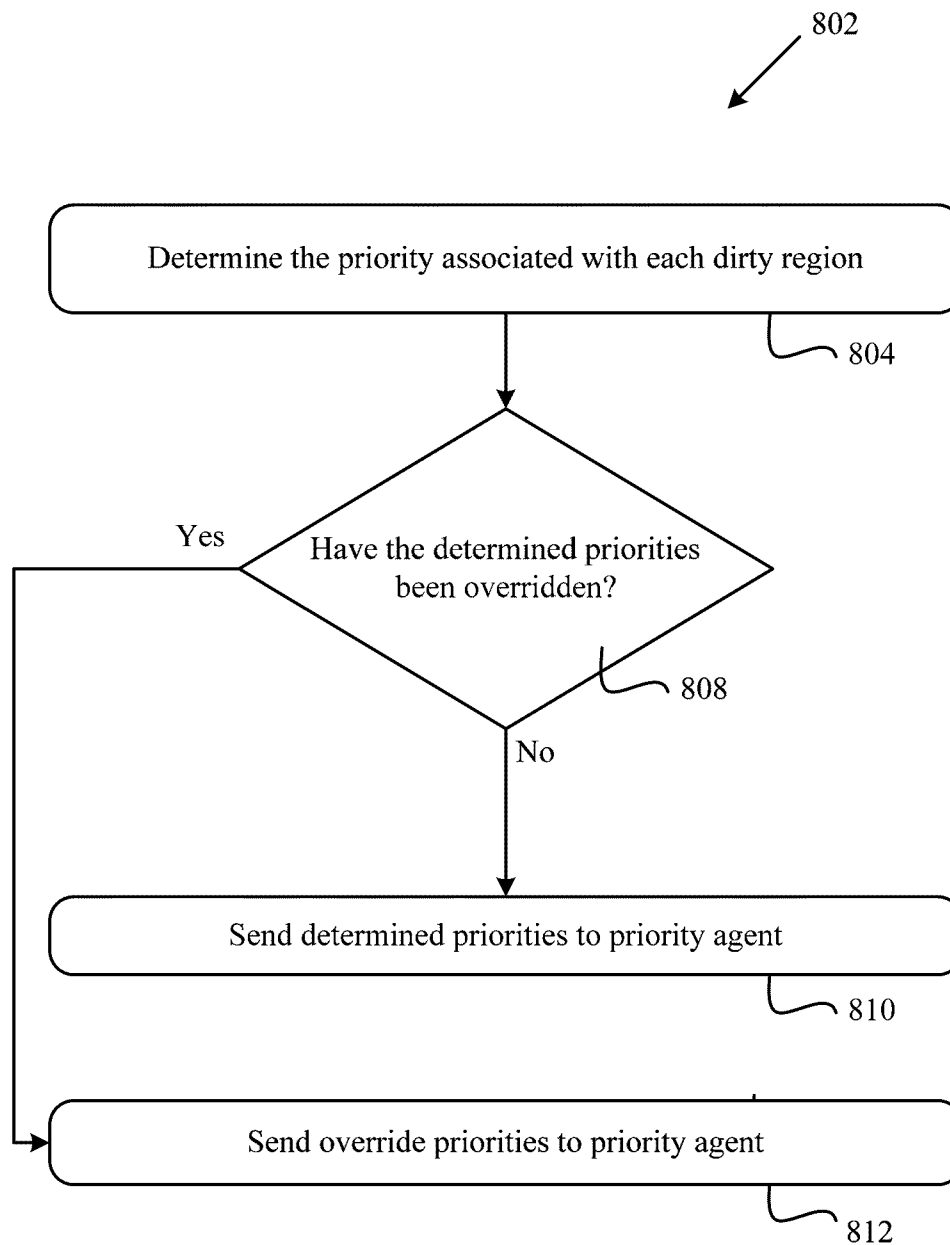 802
Determine the priority associated with each dirty region
804
Yes
Have the determined priorities
been overridden?
808
No
Send determined priorities to priority agent
810
Send override priorities to priority agent
812